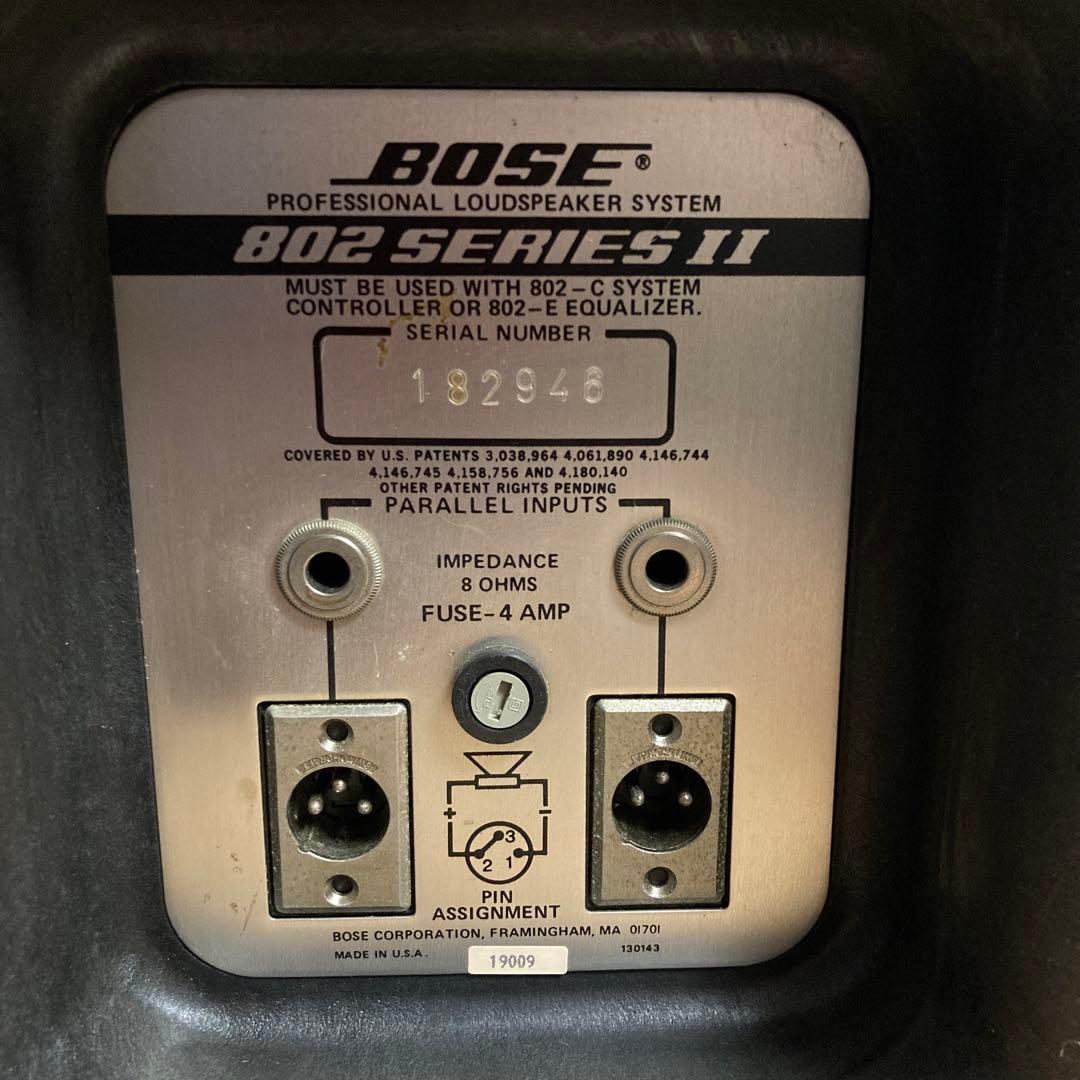 BOSE®
PROFESSIONAL LOUDSPEAKER SYSTEM
802 SERIES II
MUST BE USED WITH 802-C SYSTEM
CONTROLLER OR 802-E EQUALIZER.
SERIAL NUMBER
182946
COVERED BY U.S. PATENTS 3,038,964 4,061,890 4,146,744
4,146,745 4,158,756 AND 4,180,140
OTHER PATENT RIGHTS PENDING
PARALLEL INPUTS
IMPEDANCE
8 OHMS
FUSE-4 AMP
+ -
3
2 1
PIN
ASSIGNMENT
BOSE CORPORATION, FRAMINGHAM, MA 01701
MADE IN U.S.A. 19009 130143